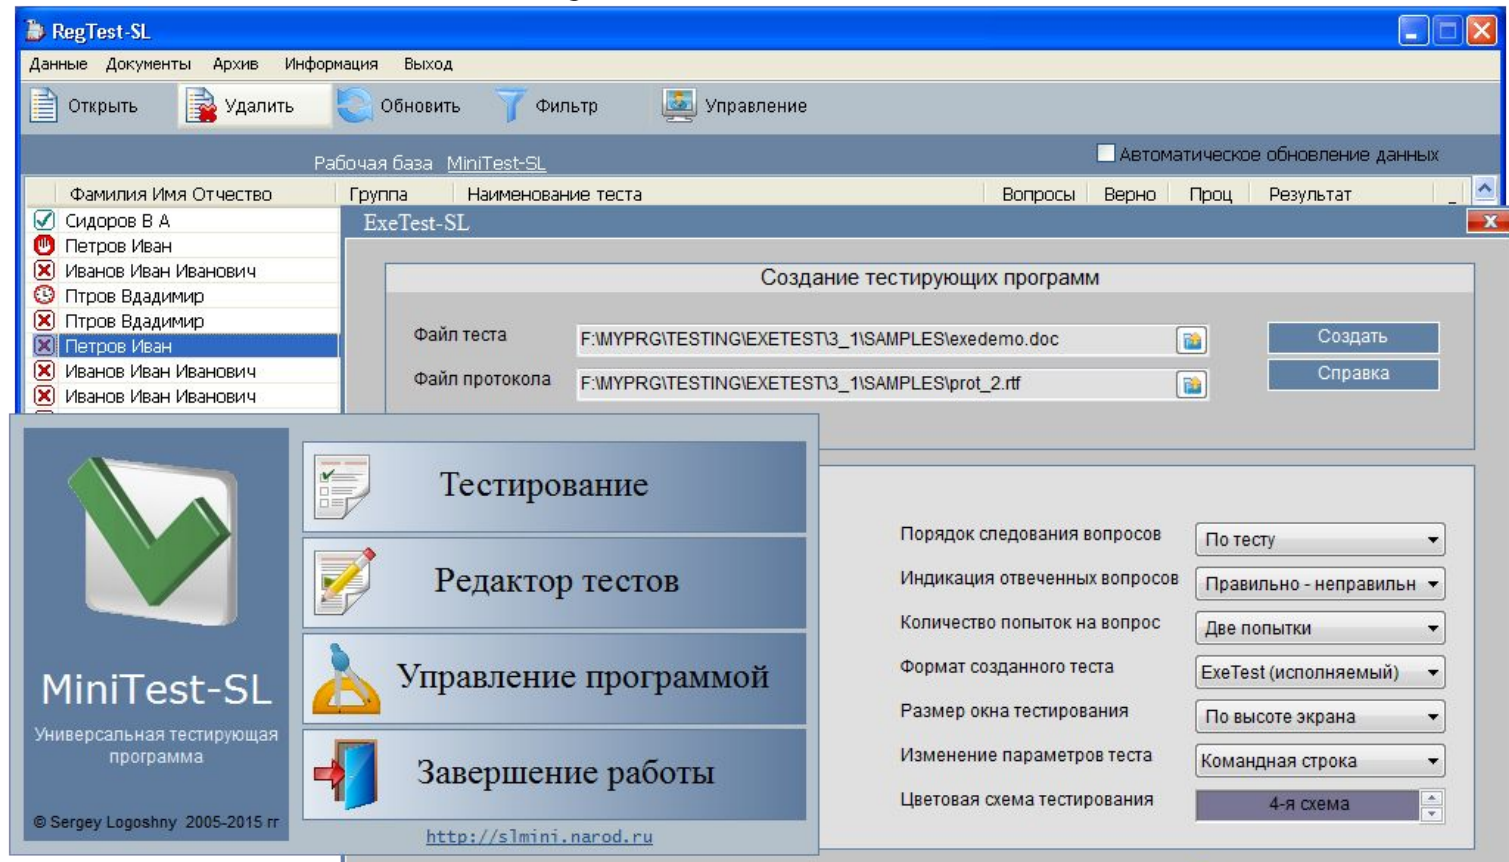 RegTest-SL
Данные Документы Архив Информация Выход
Открыть Удалить Обновить Фильтр Управление
Рабочая база MiniTest-SL Автоматическое обновление данных
Фамилия Имя Отчество Группа Наименование теста Вопросы Верно Проц Результат
Сидоров В А
Петров Иван
Иванов Иван Иванович
Птров Вдадимир
Птров Вдадимир
Петров Иван
Иванов Иван Иванович
Иванов Иван Иванович
ExeTest-SL
Создание тестирующих программ
Файл теста F:\MYPRG\TESTING\EXETEST\3_1\SAMPLES\exedemo.doc Создать
Файл протокола F:\MYPRG\TESTING\EXETEST\3_1\SAMPLES\prot_2.rtf Справка
Порядок следования вопросов По тесту
Индикация отвеченных вопросов Правильно - неправильн
Количество попыток на вопрос Две попытки
Формат созданного теста ExeTest (исполняемый)
Размер окна тестирования По высоте экрана
Изменение параметров теста Командная строка
Цветовая схема тестирования 4-я схема
MiniTest-SL
Универсальная тестирующая
программа
© Sergey Logoshny 2005-2015 гг
Тестирование
Редактор тестов
Управление программой
Завершение работы
http://slmini.narod.ru